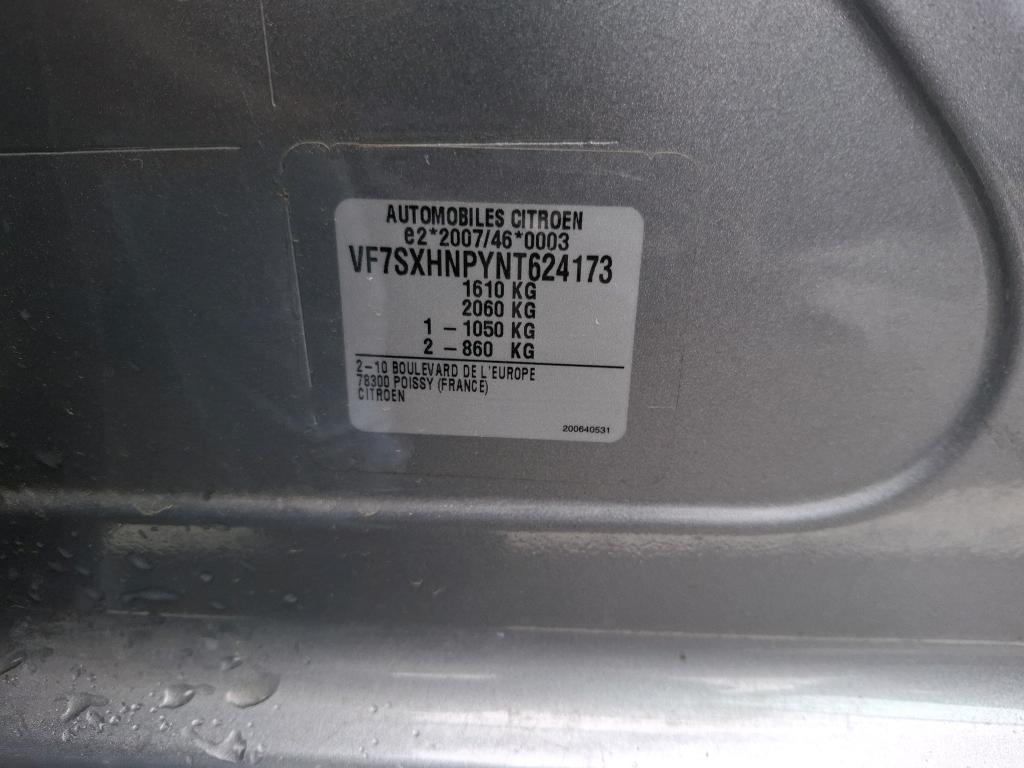 AUTOMOBILES CITROEN
e2*2007/46*0003
VF7SXHNPYNT624173
1610 KG
2060 KG
1 - 1050 KG
2 - 860 KG
2-10 BOULEVARD DE L'EUROPE
78300 POISSY (FRANCE)
CITROEN
200640531